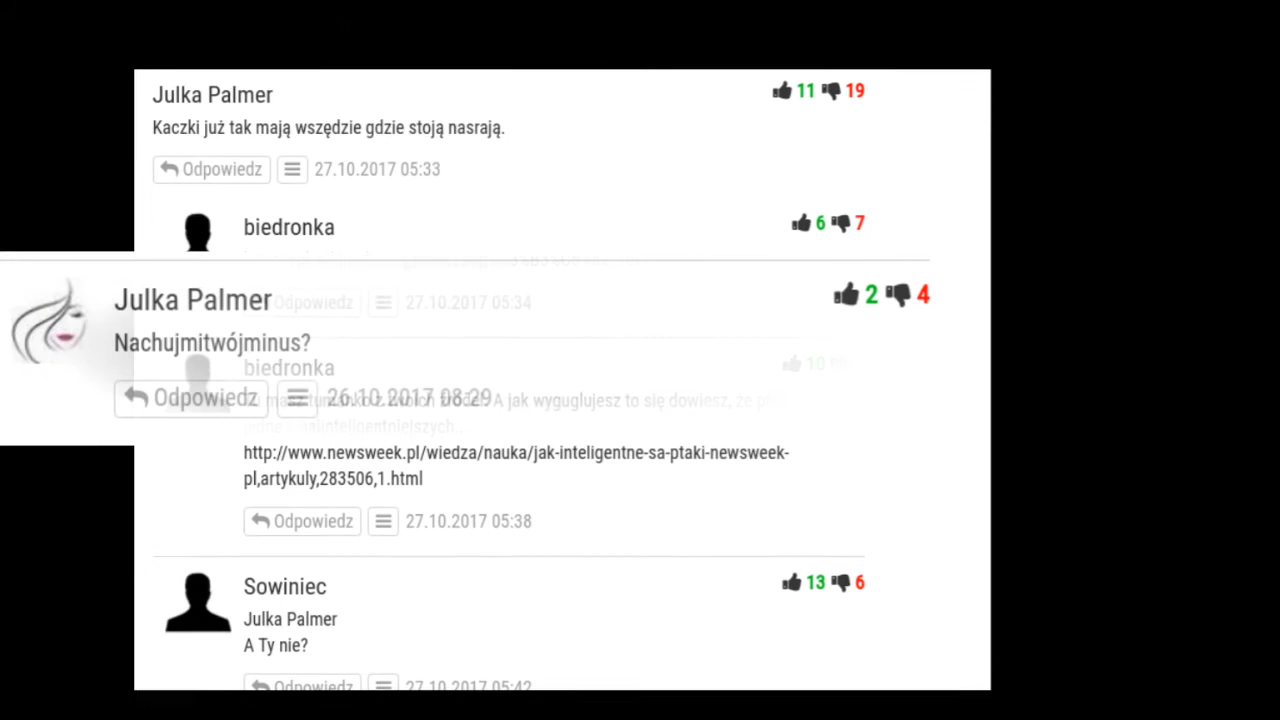 Julka Palmer
11 19
Kaczki już tak mają wszędzie gdzie stoją nasrają.
Odpowiedz 27.10.2017 05:33
biedronka
6 7
Odpowiedz 27.10.2017 05:34
Julka Palmer
2 4
Nachujmitwójminus?
biedronka
10
Odpowiedz 26.10.2017 08:29
z twoich źródeł. A jak wyguglujesz to się dowiesz, że
najinteligentniejszych
http://www.newsweek.pl/wiedza/nauka/jak-inteligentne-sa-ptaki-newsweek-
pl,artykuly,283506,1.html
Odpowiedz 27.10.2017 05:38
Sowiniec
13 6
Julka Palmer
A Ty nie?
Odpowiedz 27.10.2017 05:42